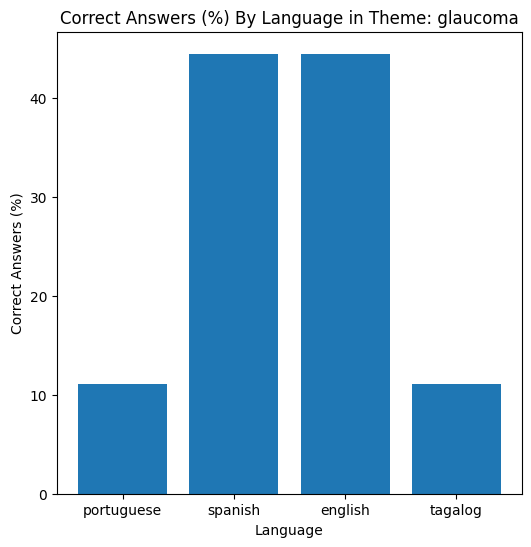 Correct Answers (%) By Language in Theme: glaucoma
Correct Answers (%)
40
30
20
10
0
portuguese spanish english tagalog
Language